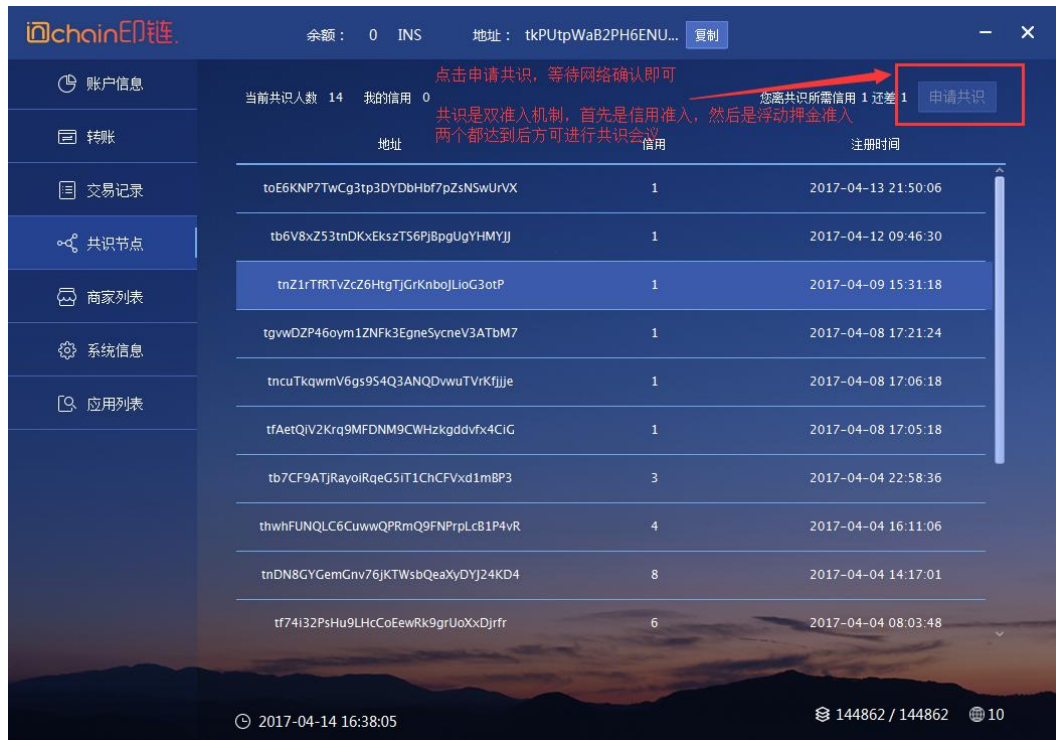 inchain印链.
余额： 0 INS 地址： tkPUtpWaB2PH6ENU... 复制
账户信息
转账
交易记录
共识节点
商家列表
系统信息
应用列表
点击申请共识，等待网络确认即可
当前共识人数 14 我的信用 0
您离共识所需信用 1 还差 1 申请共识
共识是双准入机制，首先是信用准入，然后是浮动押金准入
两个都达到后方可进行共识会议
地址 信用 注册时间
toE6KNP7TwCg3tp3DYDbHbf7pZsNSwUrVX 1 2017-04-13 21:50:06
tb6V8xZ53tnDKxEkszTS6PjBpgUgYHMYJJ 1 2017-04-12 09:46:30
tnZ1rTfRTvZcZ6HtgTjGrKnboJLioG3otP 1 2017-04-09 15:31:18
tgvwDZP46oym1ZNFk3EgneSycneV3ATbM7 1 2017-04-08 17:21:24
tncuTkqwmV6gs9S4Q3ANQDvwuTVrKfjjje 1 2017-04-08 17:06:18
tfAetQiV2Krq9MFDNM9CWHzkgddvfx4CiG 1 2017-04-08 17:05:18
tb7CF9ATjRayoiRqeG5iT1ChCFVxd1mBP3 3 2017-04-04 22:58:36
thwhFUNQLC6CuwwQPRmQ9FNPrpLcB1P4vR 4 2017-04-04 16:11:06
tnDN8GYGemGnv76jKTWsbQeaXyDYJ24KD4 8 2017-04-04 14:17:01
tf74i32PsHu9LHcCoEewRk9grUoXxDjrfr 6 2017-04-04 08:03:48
2017-04-14 16:38:05
144862 / 144862 10